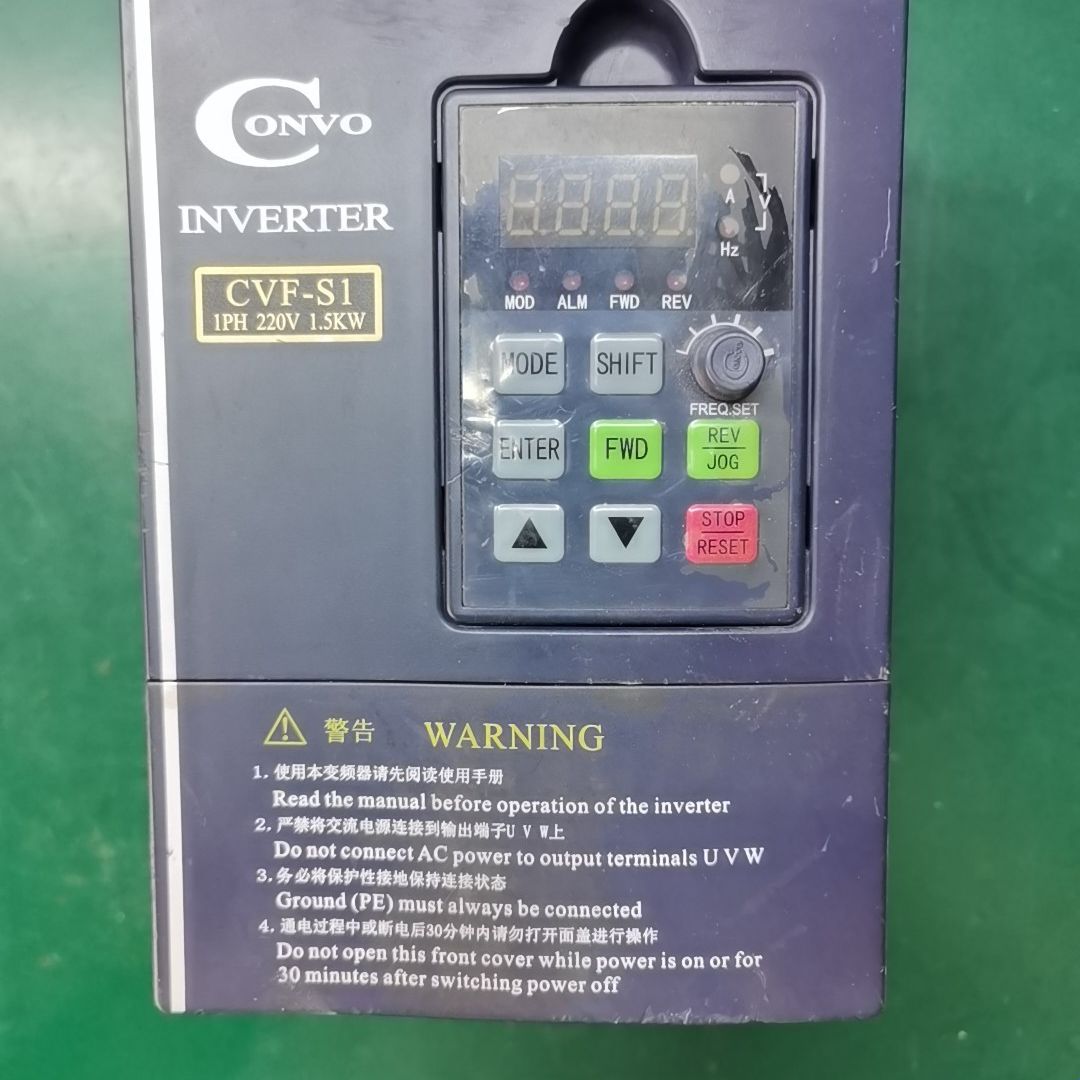 CONVO
INVERTER
CVF-S1
1PH 220V 1.5KW
A
V
Hz
MOD ALM FWD REV
MODE SHIFT
FREQ.SET
ENTER FWD REV
JOG
STOP
RESET
警告 WARNING
1. 使用本变频器请先阅读使用手册
Read the manual before operation of the inverter
2. 严禁将交流电源连接到输出端子U V W上
Do not connect AC power to output terminals U V W
3. 务必将保护性接地保持连接状态
Ground (PE) must always be connected
4. 通电过程中或断电后30分钟内请勿打开面盖进行操作
Do not open this front cover while power is on or for
30 minutes after switching power off